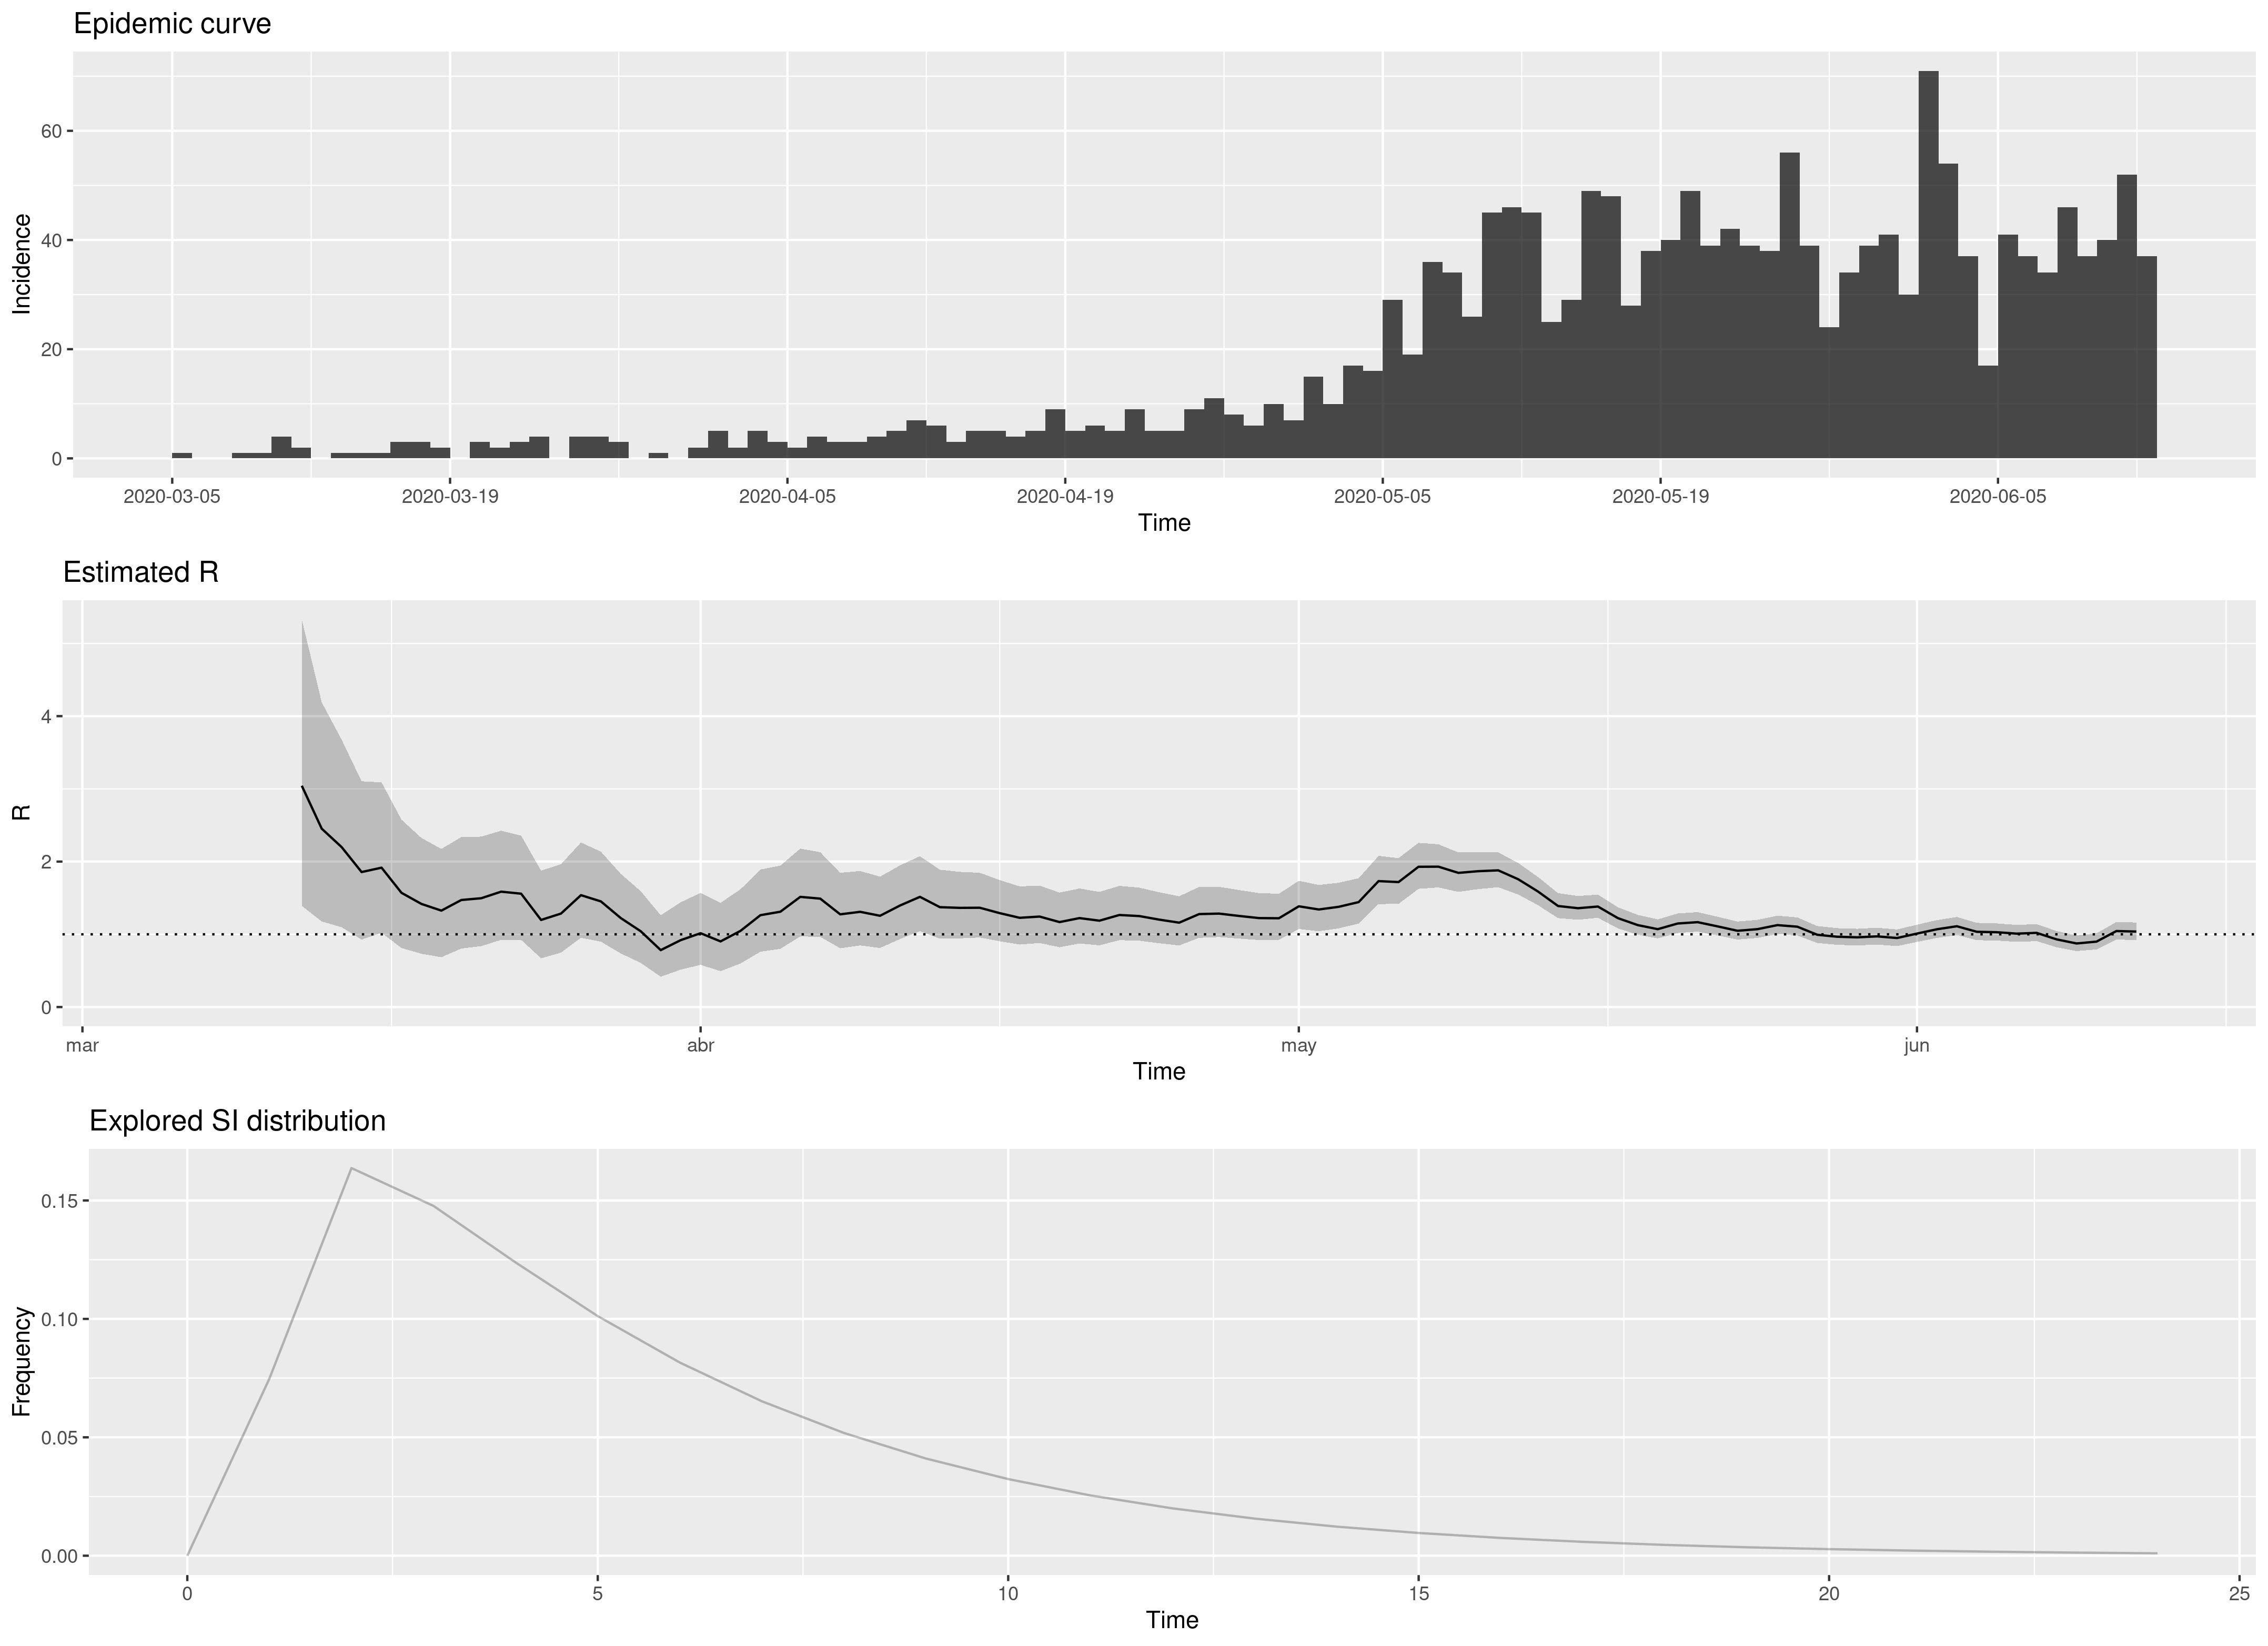 Epidemic curve
60
40
20
0
Incidence
2020-03-05 2020-03-19 2020-04-05 2020-04-19 2020-05-05 2020-05-19 2020-06-05
Time
Estimated R
4
2
0
R
mar abr may jun
Time
Explored SI distribution
0.15
0.10
0.05
0.00
Frequency
0 5 10 15 20 25
Time